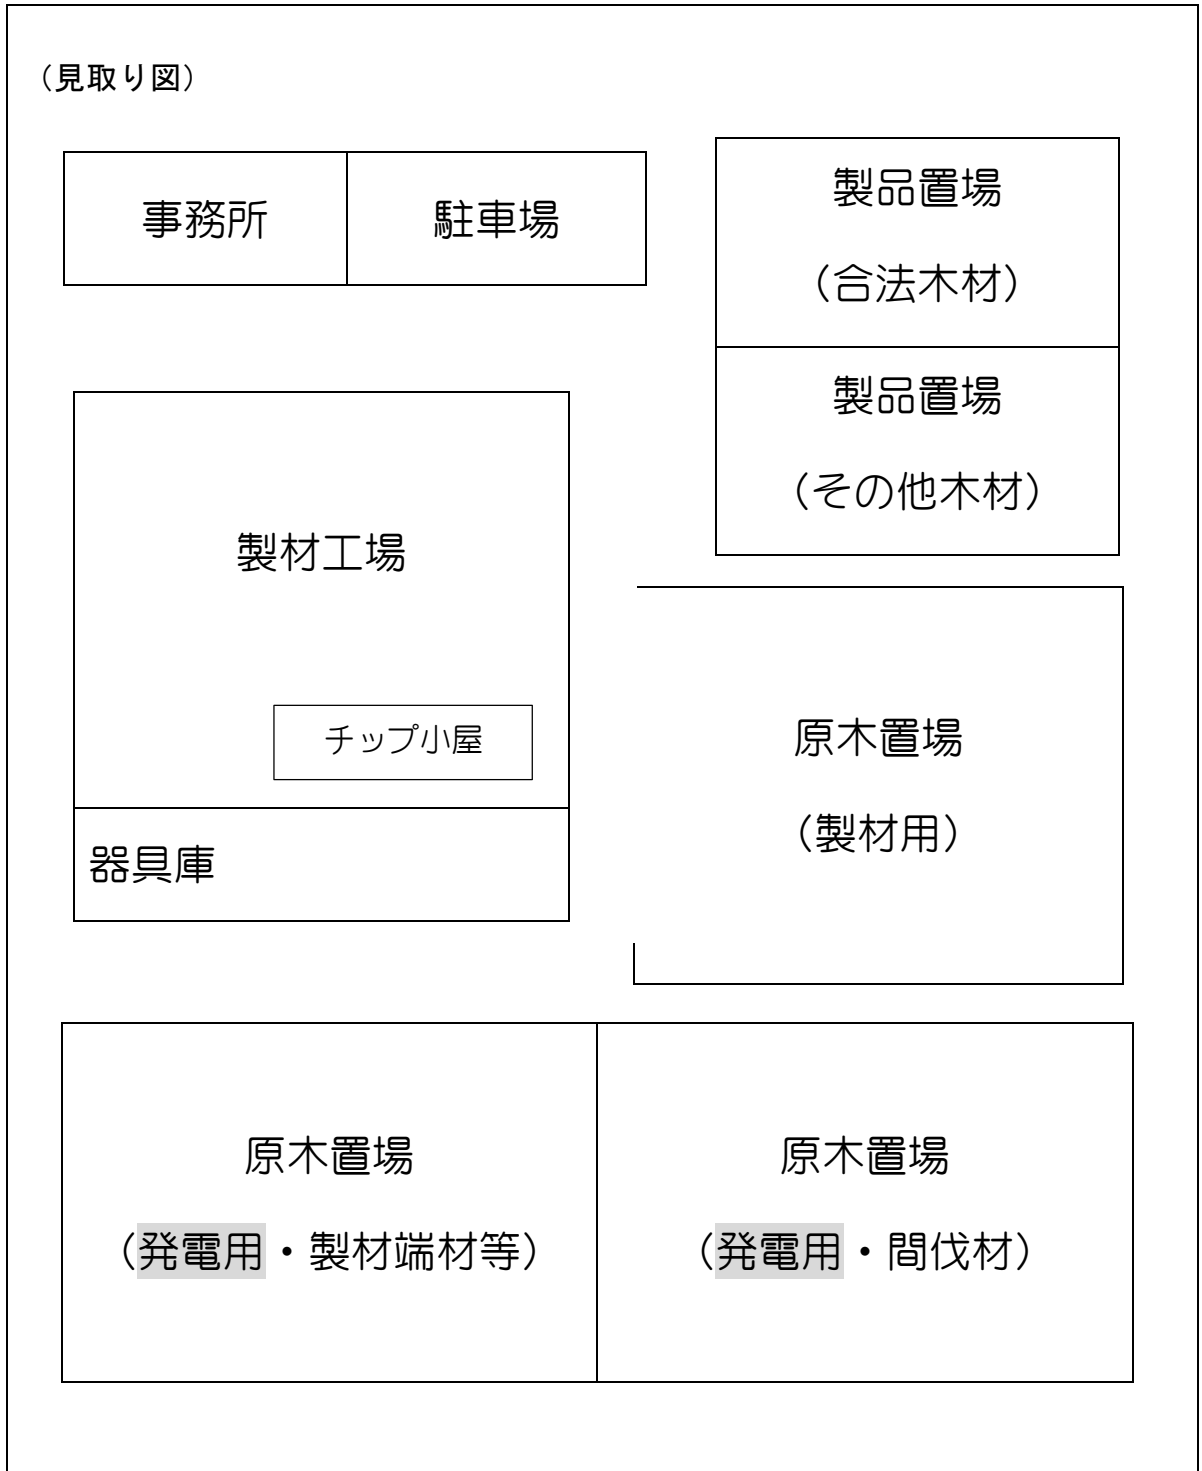 （見取り図）
事務所
駐車場
製品置場
（合法木材）
製品置場
（その他木材）
製材工場
チップ小屋
器具庫
原木置場
（製材用）
原木置場
（発電用・製材端材等）
原木置場
（発電用・間伐材）